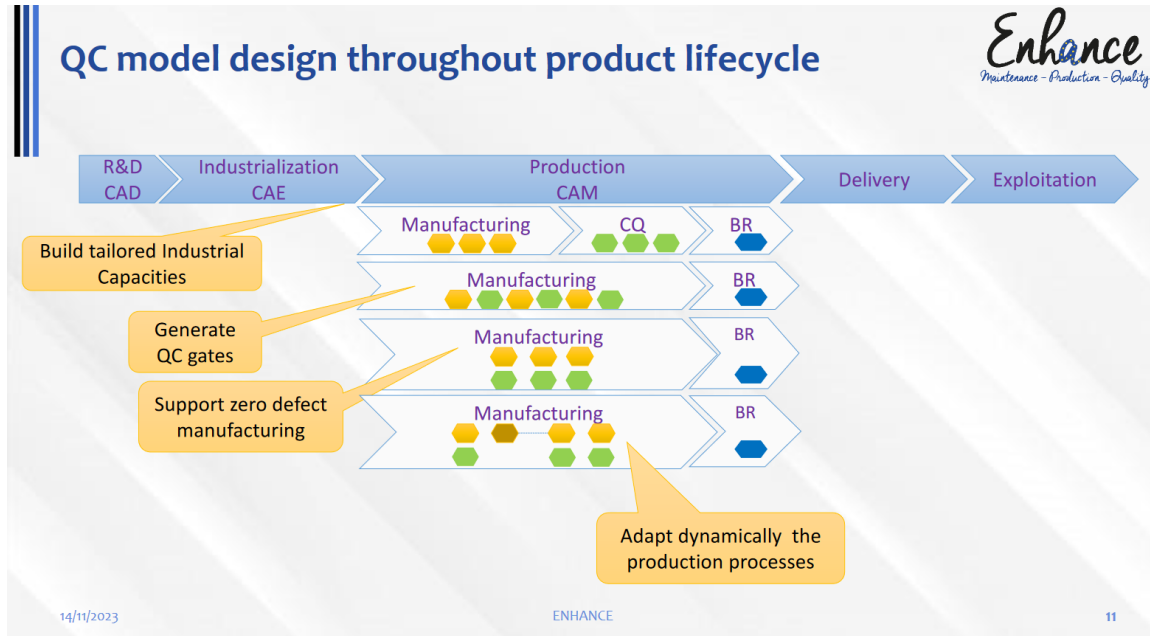 QC model design throughout product lifecycle
Enhance
Maintenance - Production - Quality
R&D
CAD
Industrialization
CAE
Production
CAM
Delivery
Exploitation
Manufacturing
CQ
BR
Build tailored Industrial
Capacities
Manufacturing
BR
Generate
QC gates
Manufacturing
BR
Support zero defect
manufacturing
Manufacturing
BR
Adapt dynamically the
production processes
14/11/2023
ENHANCE
11